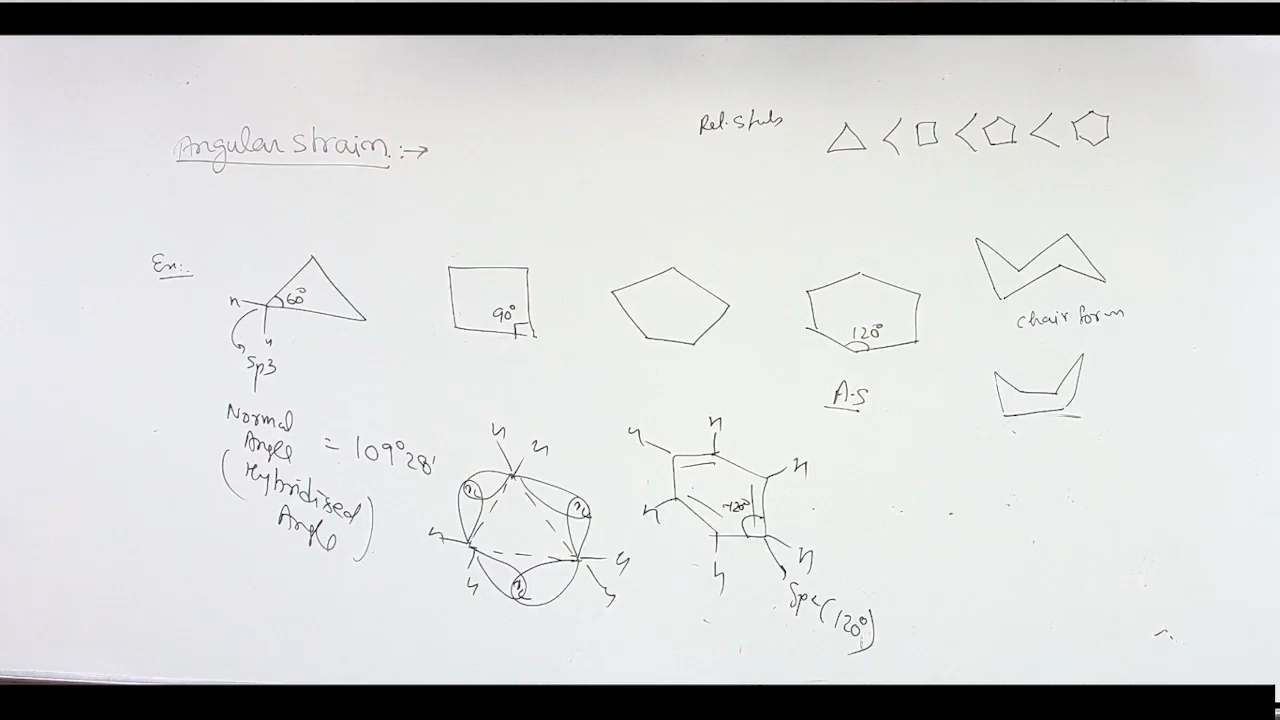 Angular strain :→
Rel. Stab
< < <
Ex:
H
60°
H
sp3
90°
120°
chair form
A.S
Normal
Angle = 109°28'
(Hybridised
Angle)
H H
H H
H H
H H
H H
H H
120°
sp2 (120°)